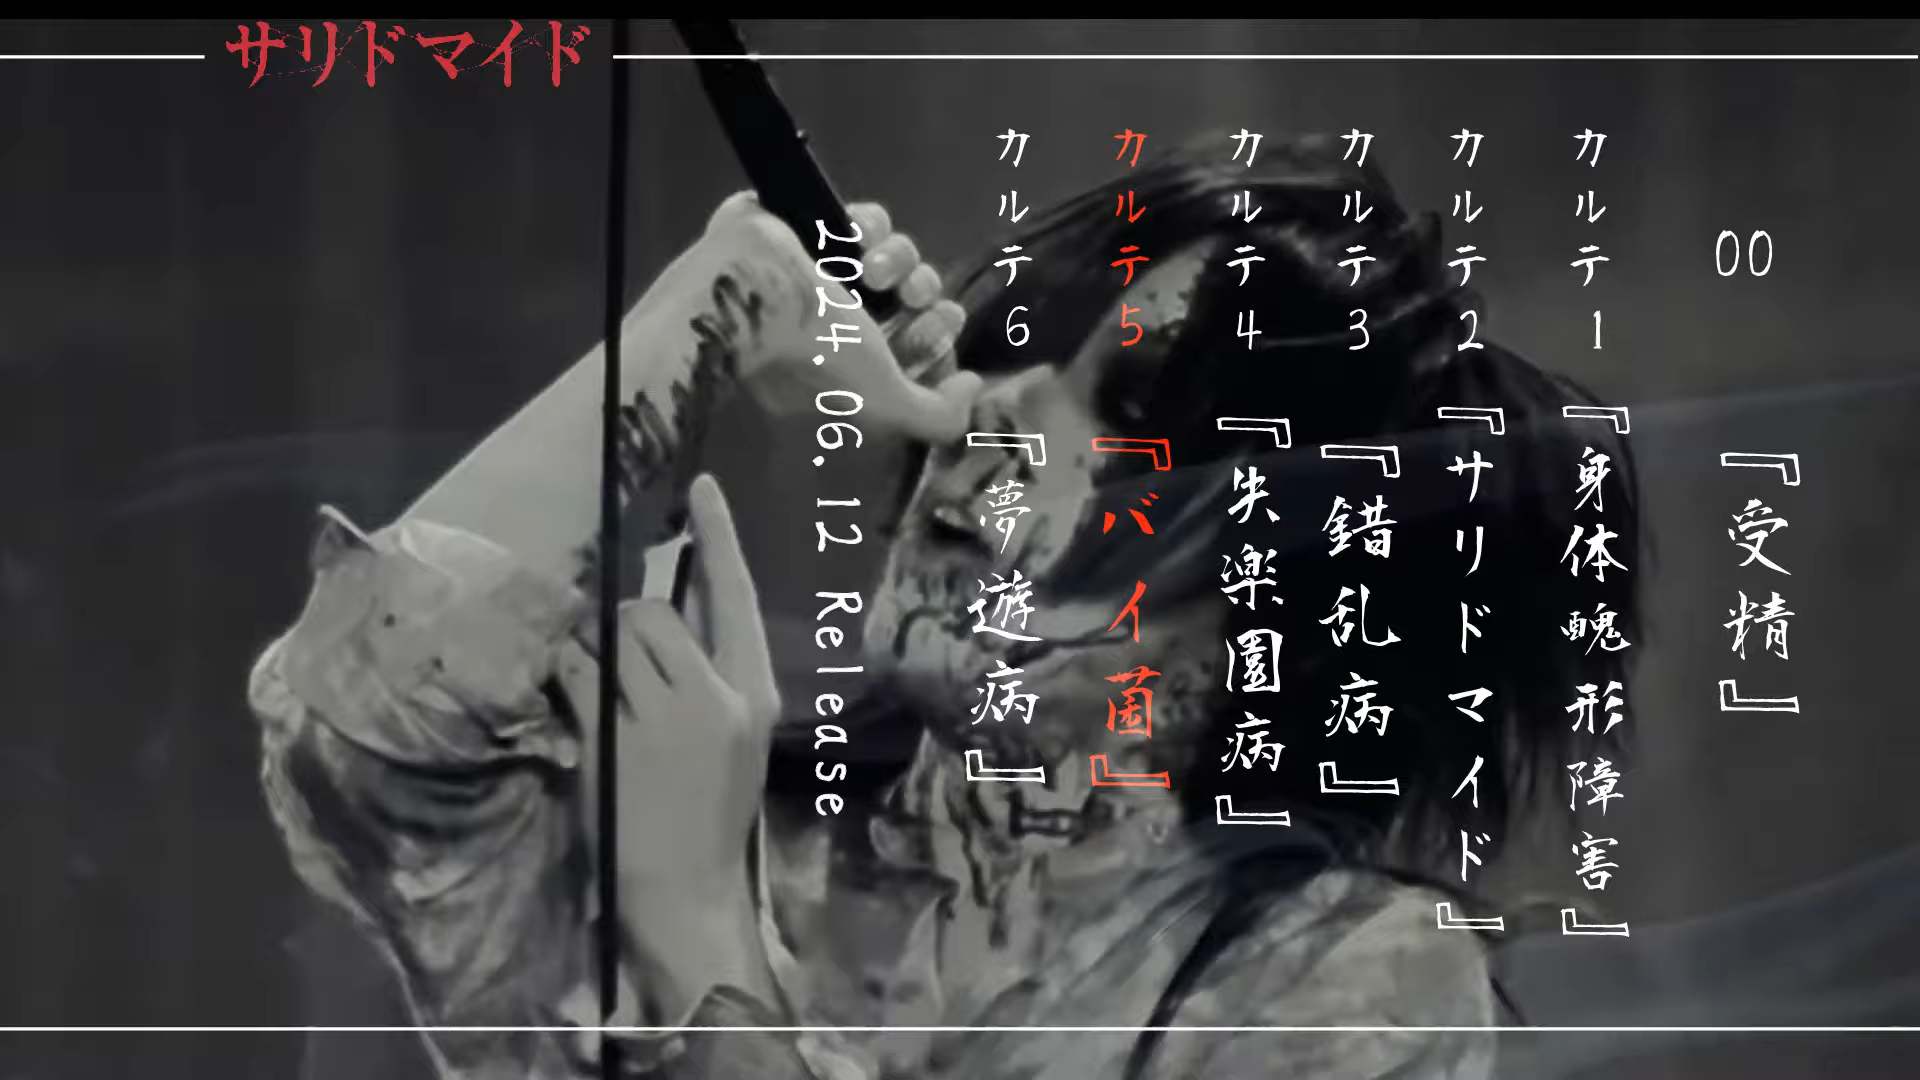 サリドマイド
00 『受精』
カルテ1 『身体醜形障害』
カルテ2 『サリドマイド』
カルテ3 『錯乱病』
カルテ4 『失楽園病』
カルテ5 『バイ菌』
カルテ6 『夢遊病』
2024.06.12 Release